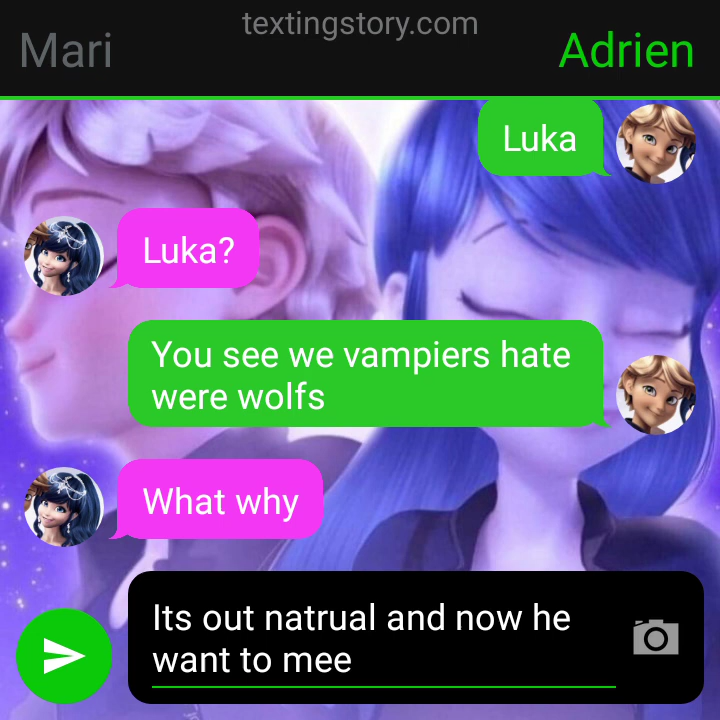 textingstory.com
Mari
Adrien
Luka
Luka?
You see we vampiers hate
were wolfs
What why
Its out natrual and now he
want to mee